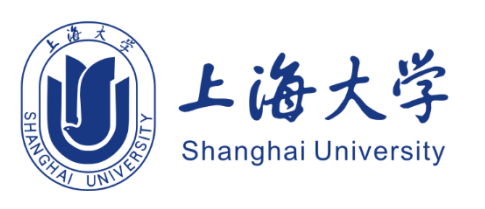 上海大学
SHANGHAI UNIVERSITY
上海大学
Shanghai University